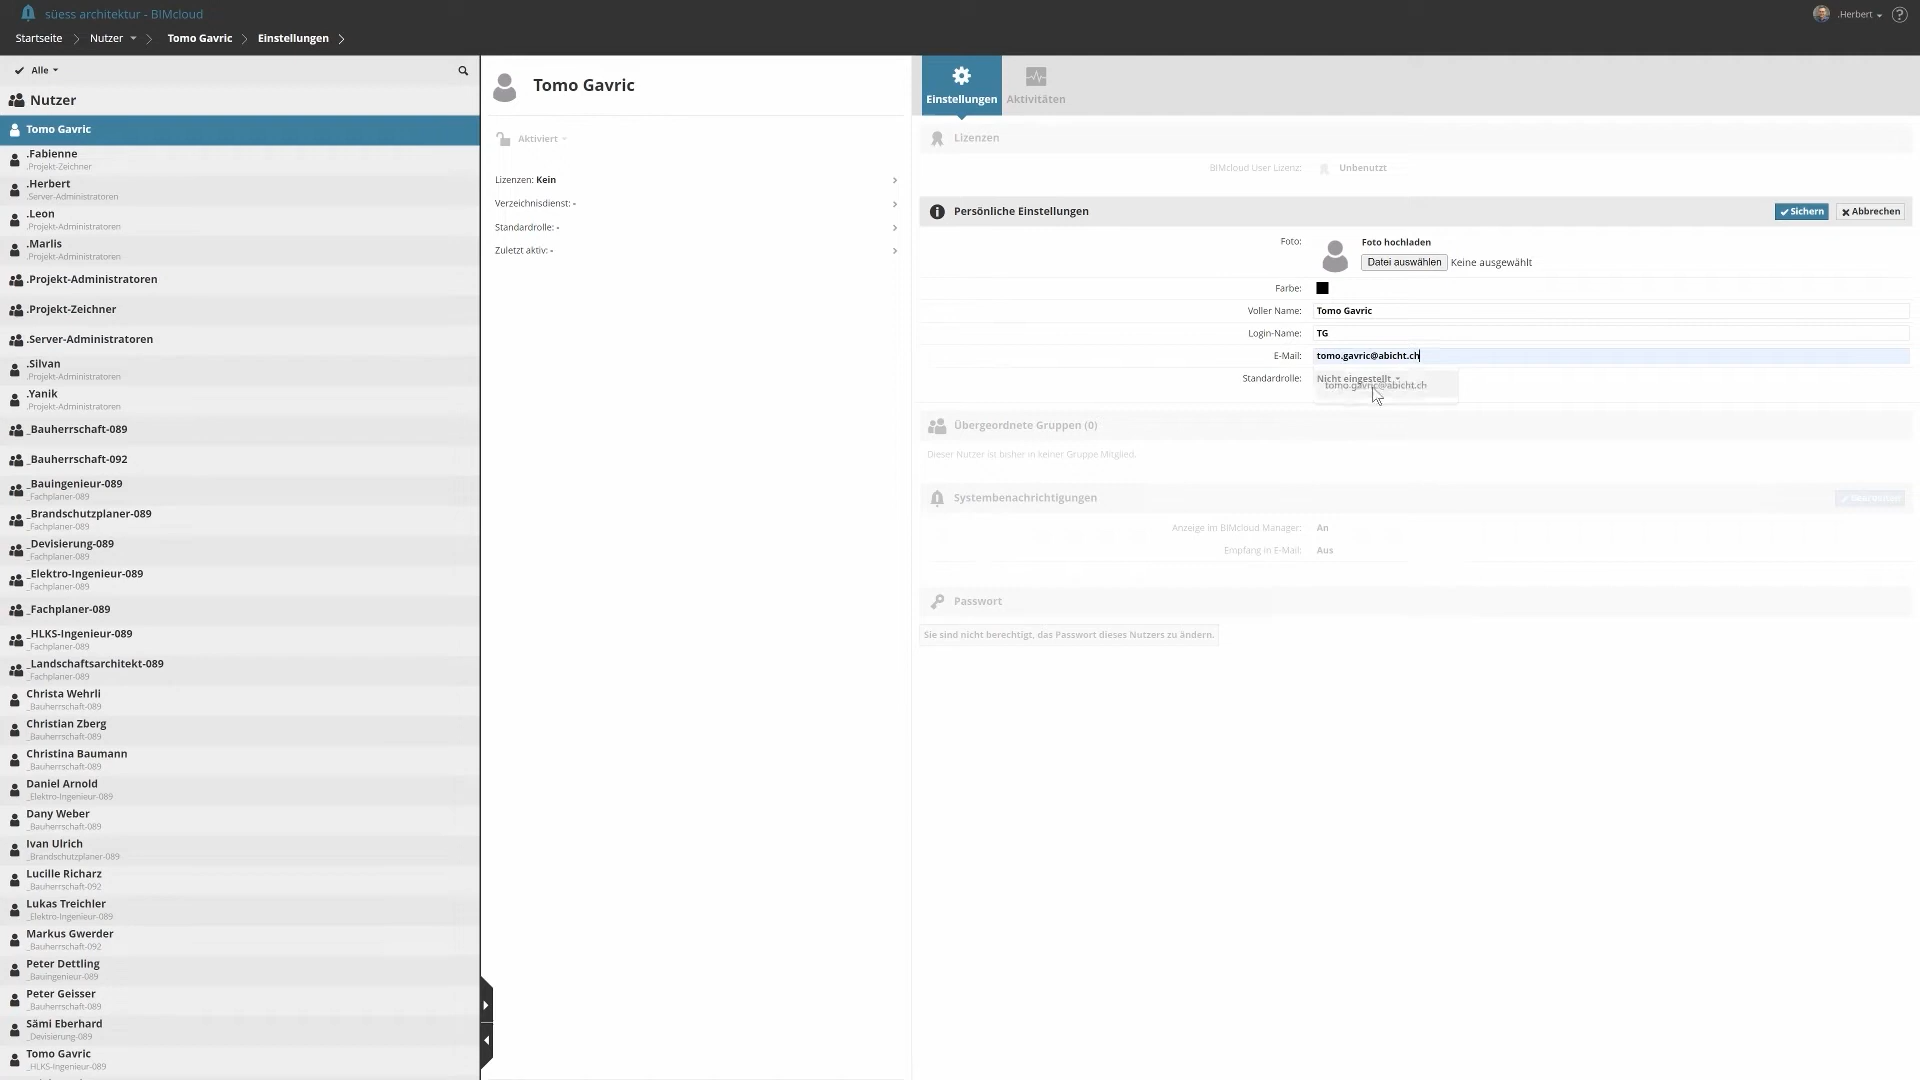 süess architektur - BIMcloud
.Herbert
Startseite
Nutzer
Tomo Gavric
Einstellungen
Alle
Nutzer
Tomo Gavric
.Fabienne
.Projekt-Zeichner
.Herbert
.Server-Administratoren
.Leon
.Projekt-Administratoren
.Marlis
.Projekt-Administratoren
.Projekt-Administratoren
.Projekt-Zeichner
.Server-Administratoren
.Silvan
.Projekt-Administratoren
.Yanik
.Projekt-Administratoren
_Bauherrschaft-089
_Bauherrschaft-092
_Bauingenieur-089
_Fachplaner-089
_Brandschutzplaner-089
_Fachplaner-089
_Devisierung-089
_Fachplaner-089
_Elektro-Ingenieur-089
_Fachplaner-089
_Fachplaner-089
_HLKS-Ingenieur-089
_Fachplaner-089
_Landschaftsarchitekt-089
_Fachplaner-089
Christa Wehrli
_Bauherrschaft-089
Christian Zberg
_Bauherrschaft-089
Christina Baumann
_Bauherrschaft-089
Daniel Arnold
_Elektro-Ingenieur-089
Dany Weber
_Bauherrschaft-089
Ivan Ulrich
_Brandschutzplaner-089
Lucille Richarz
_Bauherrschaft-092
Lukas Treichler
_Elektro-Ingenieur-089
Markus Gwerder
_Bauherrschaft-092
Peter Dettling
_Bauingenieur-089
Peter Geisser
_Bauherrschaft-089
Sämi Eberhard
_Devisierung-089
Tomo Gavric
_HLKS-Ingenieur-089
Tomo Gavric
Aktiviert
Lizenzen: Kein
Verzeichnisdienst: -
Standardrolle: -
Zuletzt aktiv: -
Einstellungen
Aktivitäten
Lizenzen
BIMcloud User Lizenz: Unbenutzt
Persönliche Einstellungen
Sichern
Abbrechen
Foto:
Foto hochladen
Datei auswählen Keine ausgewählt
Farbe:
Voller Name: Tomo Gavric
Login-Name: TG
E-Mail: tomo.gavric@abicht.ch
Standardrolle: Nicht eingestellt
tomo.gavric@abicht.ch
Übergeordnete Gruppen (0)
Dieser Nutzer ist bisher in keiner Gruppe Mitglied.
Systembenachrichtigungen
Bearbeiten
Anzeige im BIMcloud Manager: An
Empfang in E-Mail: Aus
Passwort
Sie sind nicht berechtigt, das Passwort dieses Nutzers zu ändern.